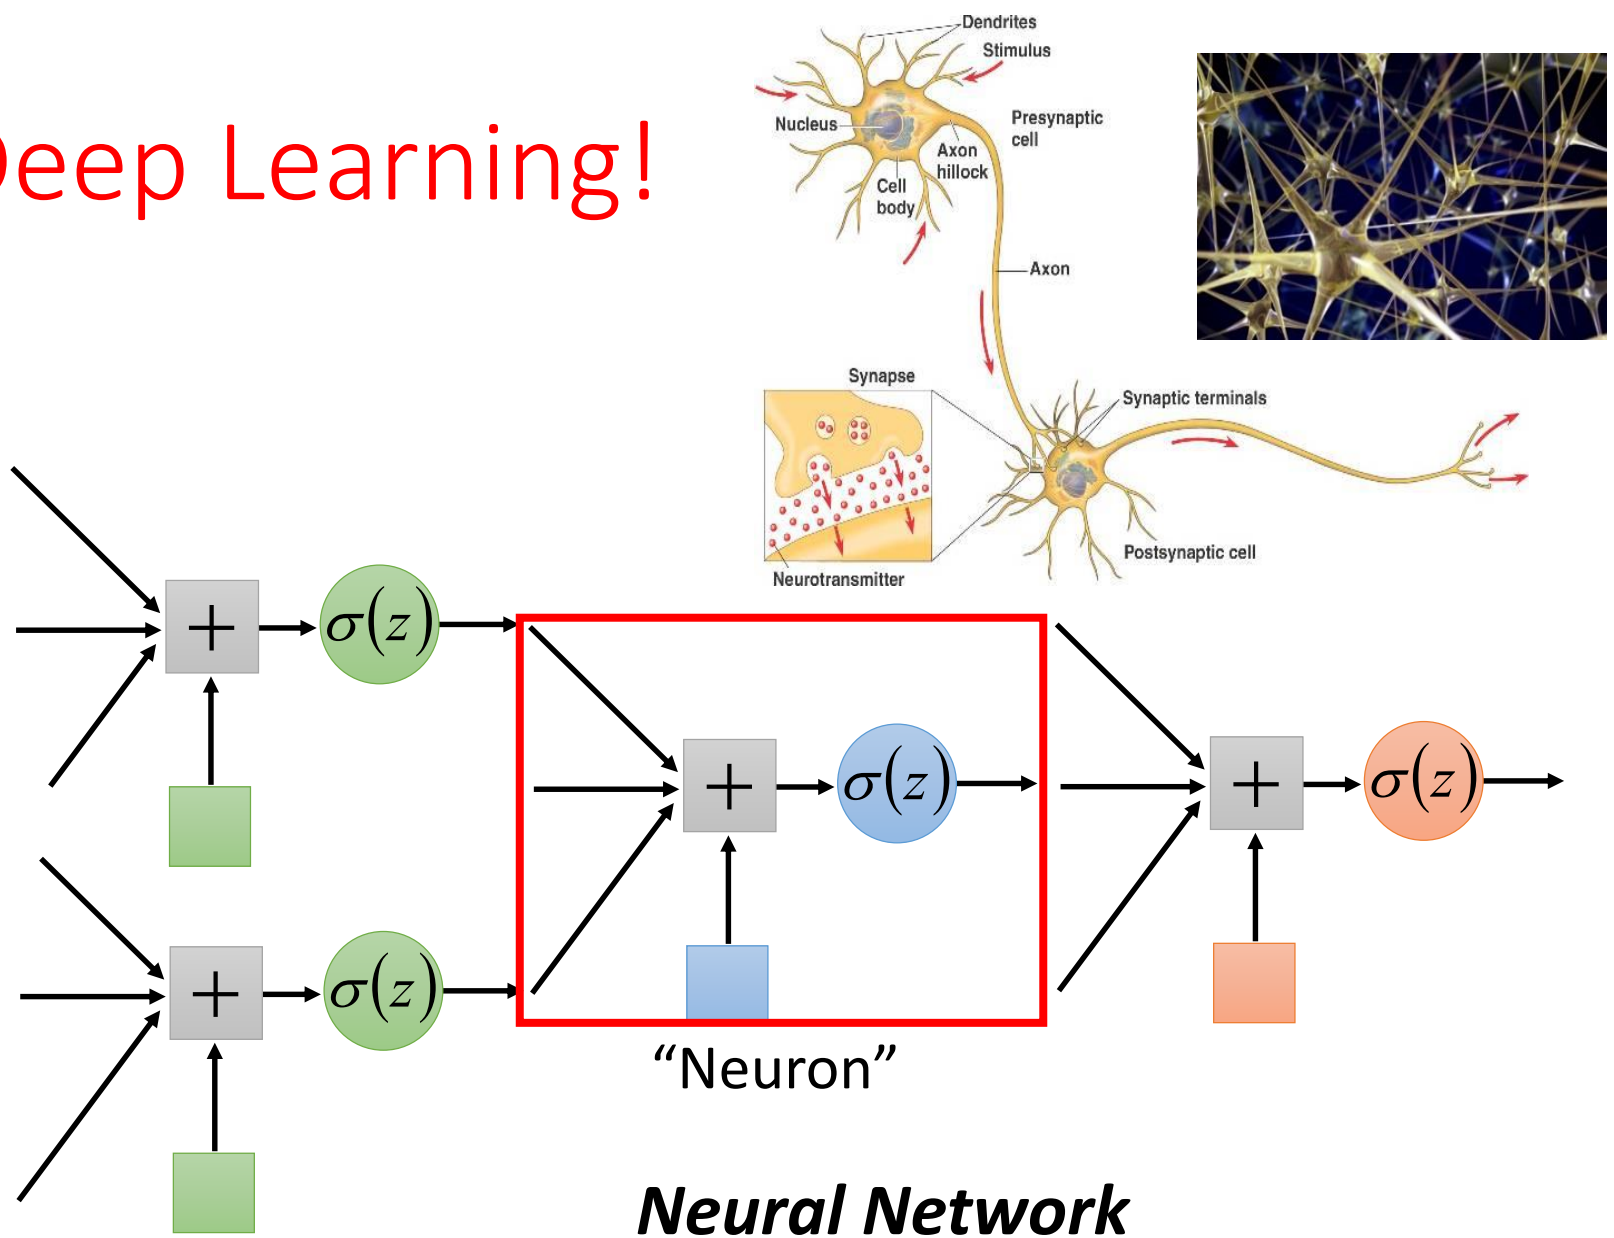 Deep Learning!
Dendrites
Stimulus
Nucleus
Presynaptic
cell
Axon
hillock
Cell
body
Axon
Synapse
Synaptic terminals
Postsynaptic cell
Neurotransmitter
+
σ(z)
+
σ(z)
+
σ(z)
+
σ(z)
“Neuron”
Neural Network